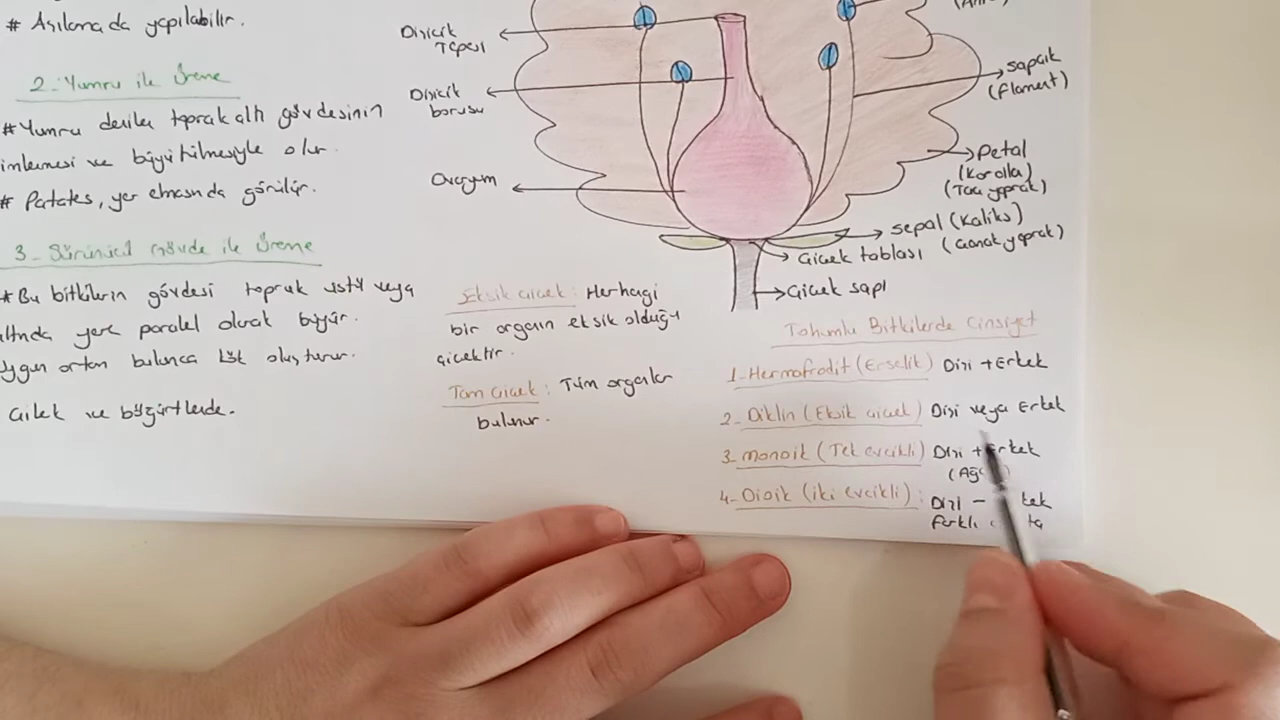 # Aşılama da yapılabilir.
2. Yumru ile Üreme
# Yumru denilen toprak altı gövdesinin
ve büyütülmesiyle olur.
# Patates, yer elmasında görülür.
3- Sürünücü Gövde ile Üreme
# Bu bitkilerin gövdesi toprak üstü veya
altında yere paralel olarak büyür.
Uygun ortam bulunca kök oluşturur.
Çilek ve böğürtlende.
Dişicik
Tepesi
Dişicik
borusu
Ovaryum
sapçık
(flament)
Petal
(Korolla)
(Taç yaprak)
sepal (Kaliks)
(Çanak yaprak)
Çiçek tablası
Çiçek sapı
Eksik Çiçek: Herhangi
bir organın eksik olduğu
çiçektir.
Tam Çiçek: Tüm organlar
bulunur.
Tohumlu Bitkilerde Cinsiyet
1-Hermafrodit (Erselik) Dişi + Erkek
2- Diklin (Eksik çiçek) Dişi veya Erkek
3- monoik (Tek evcikli) Dişi + Erkek
4- Dioik (iki evcikli): Dişi -
farklı